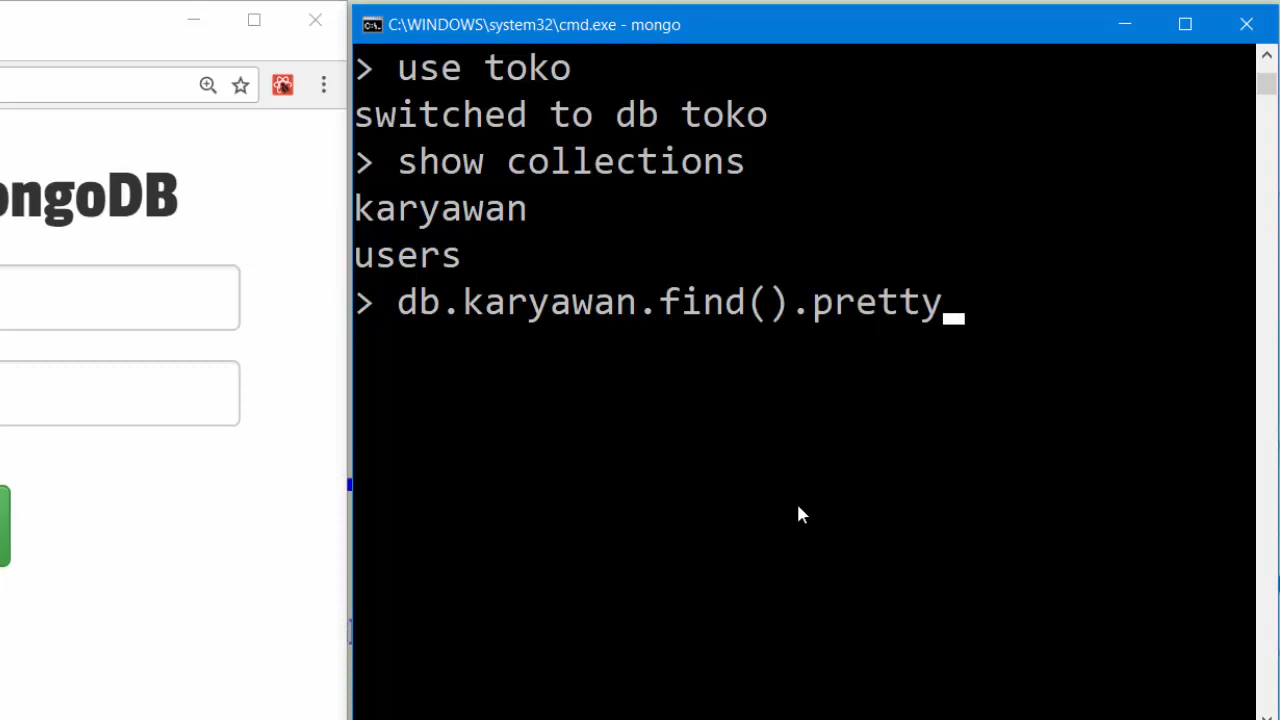 C:\WINDOWS\system32\cmd.exe - mongo
ongoDB
> use toko
switched to db toko
> show collections
karyawan
users
> db.karyawan.find().pretty